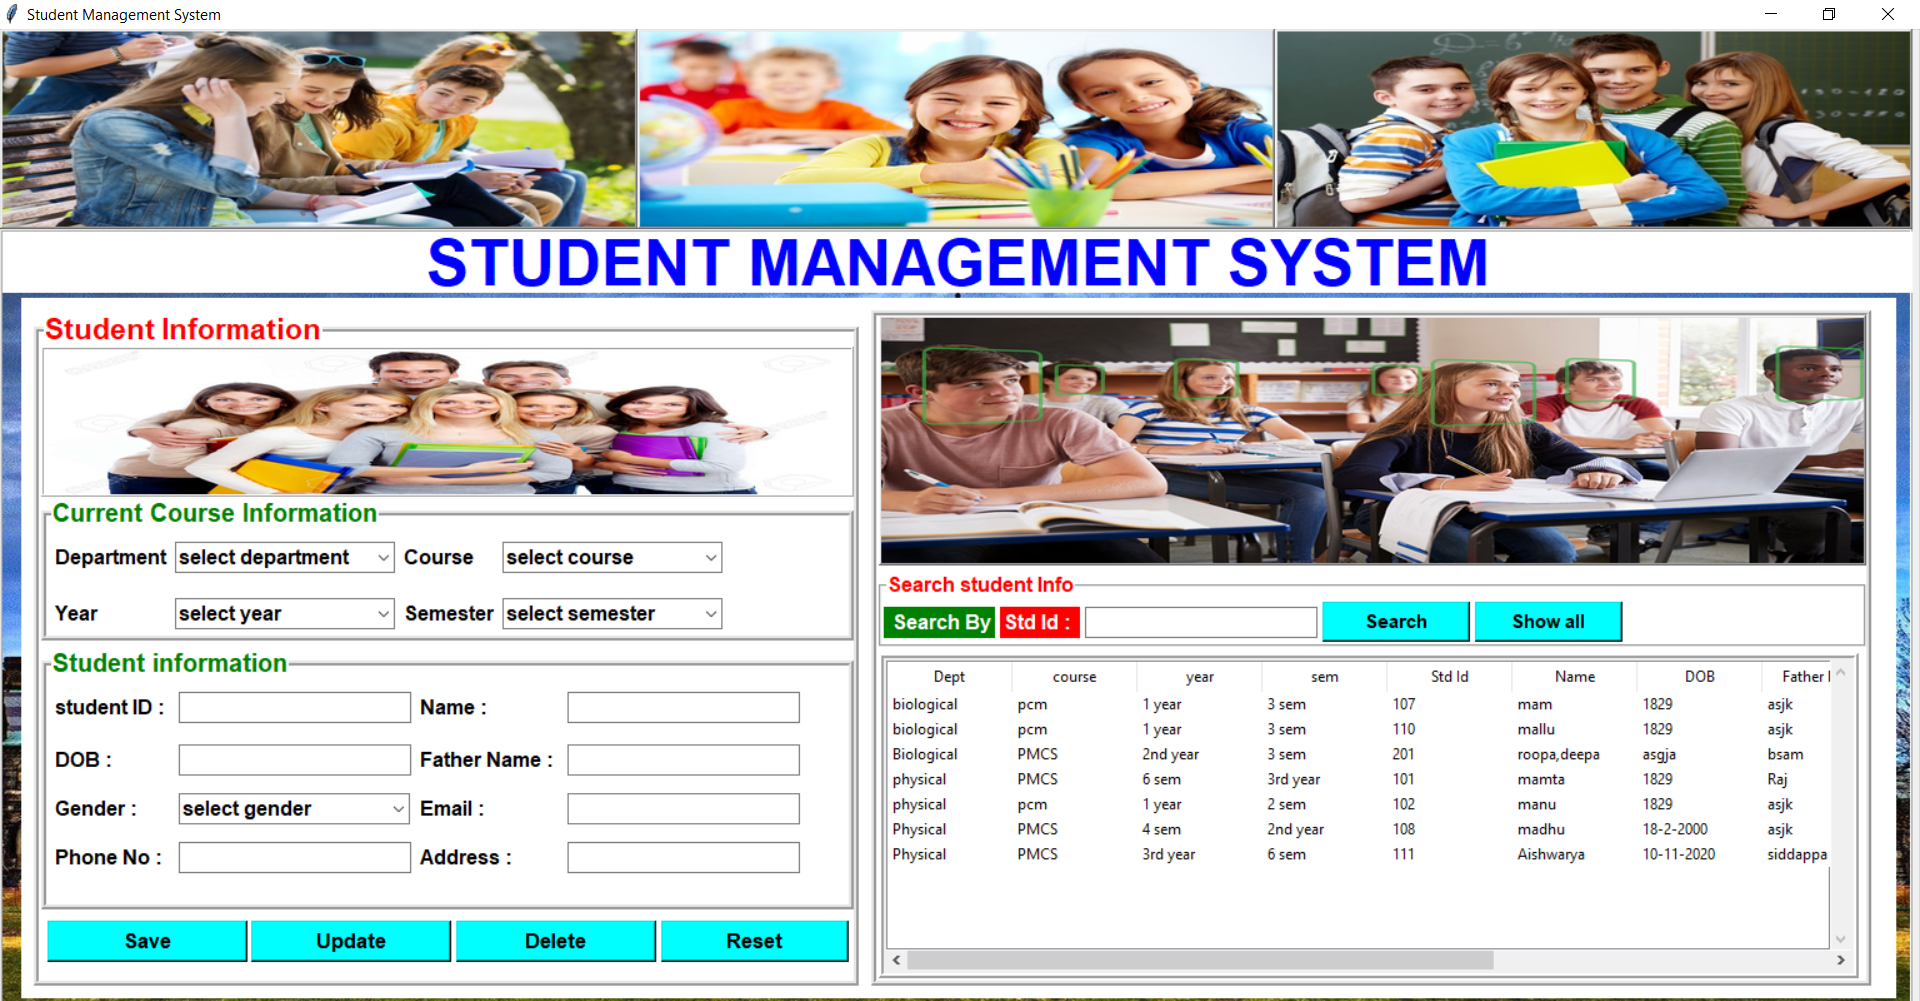 Student Management System
STUDENT MANAGEMENT SYSTEM
Student Information
Current Course Information
Department select department Course select course
Year select year Semester select semester
Student information
student ID : Name :
DOB : Father Name :
Gender : select gender Email :
Phone No : Address :
Save Update Delete Reset
Search student Info
Search By Std Id : Search Show all
Dept course year sem Std Id Name DOB Father
biological pcm 1 year 3 sem 107 mam 1829 asjk
biological pcm 1 year 3 sem 110 mallu 1829 asjk
Biological PMCS 2nd year 3 sem 201 roopa,deepa asgja bsam
physical PMCS 6 sem 3rd year 101 mamta 1829 Raj
physical pcm 1 year 2 sem 102 manu 1829 asjk
Physical PMCS 4 sem 2nd year 108 madhu 18-2-2000 asjk
Physical PMCS 3rd year 6 sem 111 Aishwarya 10-11-2020 siddappa